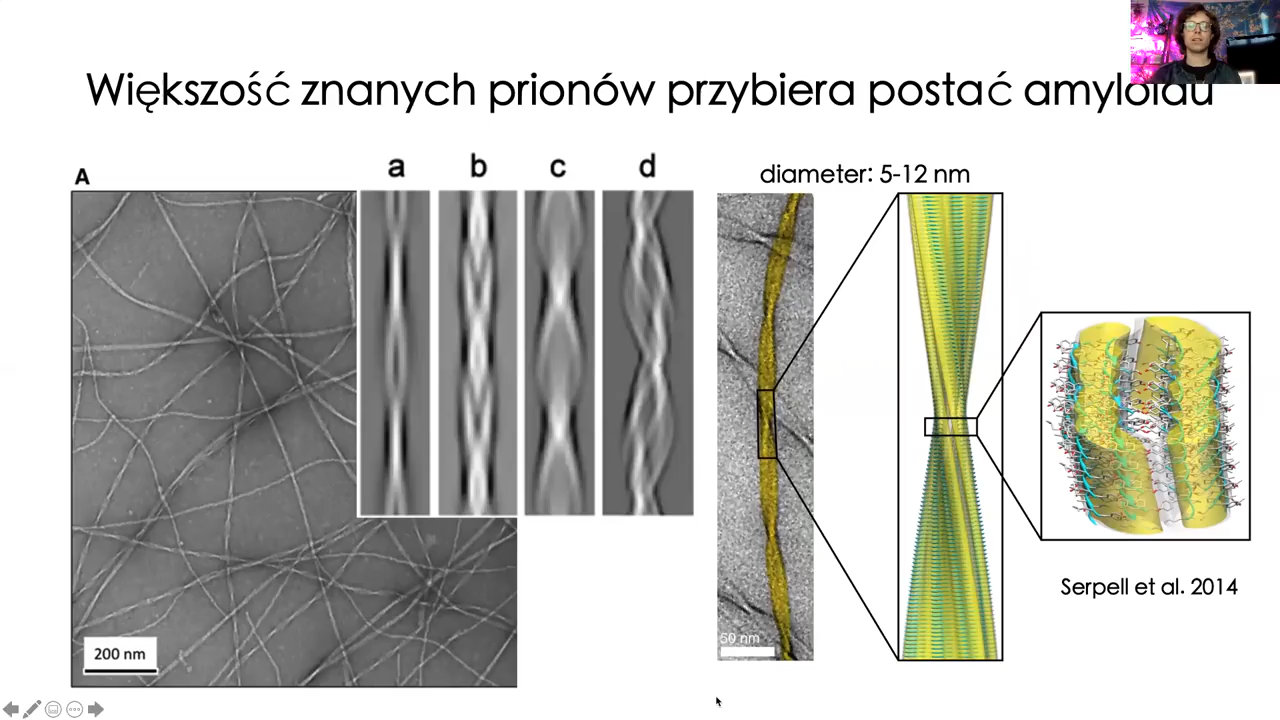 Większość znanych prionów przybiera postać amyloidu
A
a b c d
diameter: 5-12 nm
200 nm
50 nm
Serpell et al. 2014